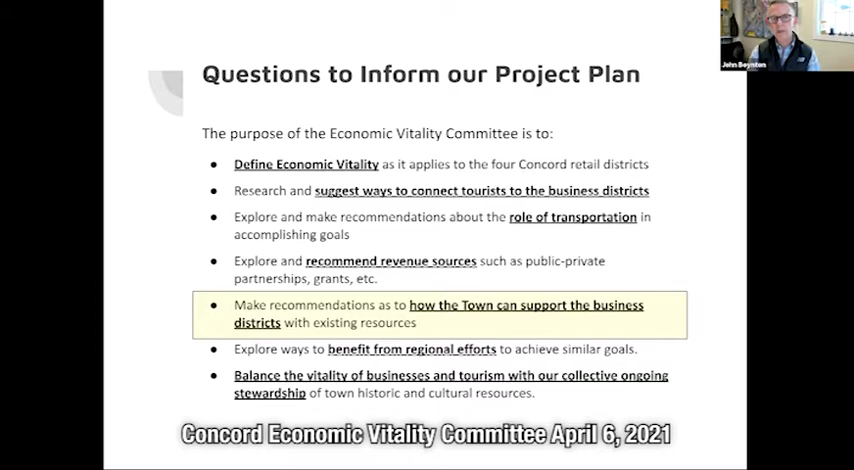 John Boynton
Questions to Inform our Project Plan
The purpose of the Economic Vitality Committee is to:
● Define Economic Vitality as it applies to the four Concord retail districts
● Research and suggest ways to connect tourists to the business districts
● Explore and make recommendations about the role of transportation in
accomplishing goals
● Explore and recommend revenue sources such as public-private
partnerships, grants, etc.
● Make recommendations as to how the Town can support the business
districts with existing resources
● Explore ways to benefit from regional efforts to achieve similar goals.
● Balance the vitality of businesses and tourism with our collective ongoing
stewardship of town historic and cultural resources.
Concord Economic Vitality Committee April 6, 2021